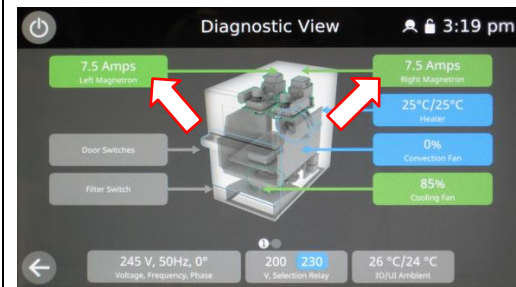 Diagnostic View
3:19 pm
7.5 Amps
Left Magnetron
7.5 Amps
Right Magnetron
25°C/25°C
Heater
Door Switches
0%
Convection Fan
Filter Switch
85%
Cooling Fan
1
245 V, 50Hz, 0°
Voltage, Frequency, Phase
200 230
V, Selection Relay
26 °C/24 °C
IO/UI Ambient